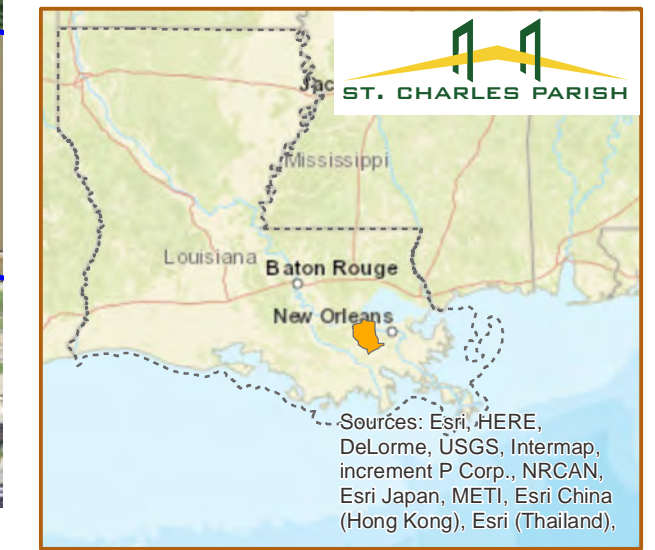 ST. CHARLES PARISH
Jac
Mississippi
Louisiana
Baton Rouge
New Orleans
Sources: Esri, HERE,
DeLorme, USGS, Intermap,
increment P Corp., NRCAN,
Esri Japan, METI, Esri China
(Hong Kong), Esri (Thailand),